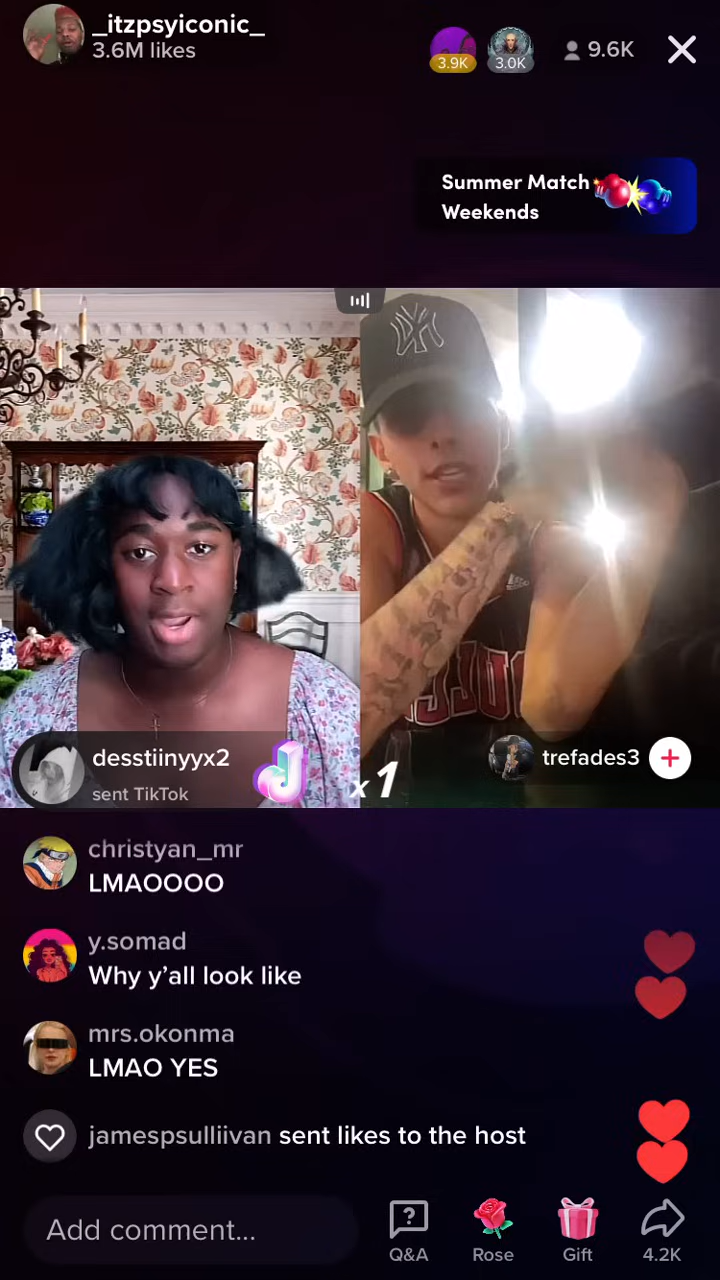 _itzpsyiconic_
3.6M likes
3.9K
3.0K
9.6K
Summer Match
Weekends
NY
desstiinyyx2
sent TikTok
x1
trefades3
christyan_mr
LMAOOOO
y.somad
Why y’all look like
mrs.okonma
LMAO YES
jamespsulliivan sent likes to the host
Add comment...
Q&A
Rose
Gift
4.2K